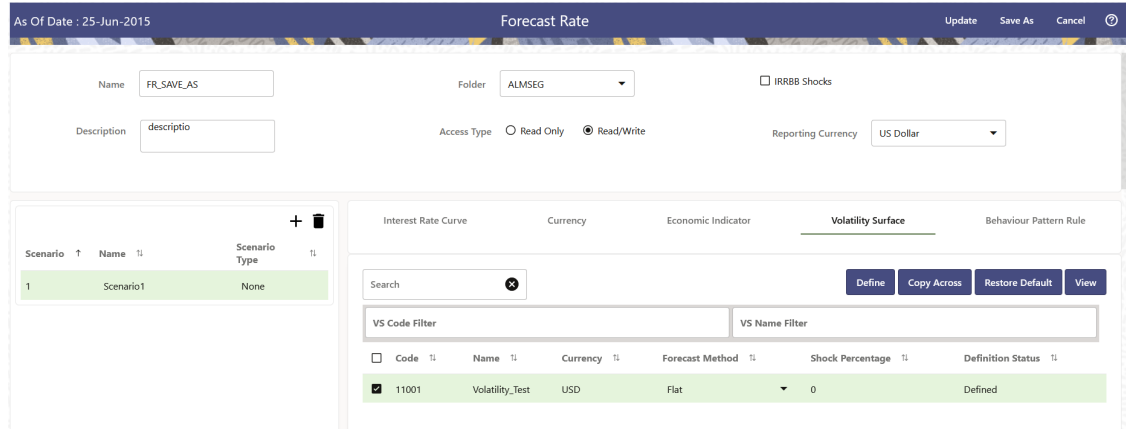 As Of Date : 25-Jun-2015 Forecast Rate Update Save As Cancel ?
Name FR_SAVE_AS Folder ALMSEG IRRBB Shocks
Description descriptio Access Type Read Only Read/Write Reporting Currency US Dollar
Interest Rate Curve Currency Economic Indicator Volatility Surface Behaviour Pattern Rule
Scenario Name Scenario Type
1 Scenario1 None
Search Define Copy Across Restore Default View
VS Code Filter VS Name Filter
Code Name Currency Forecast Method Shock Percentage Definition Status
11001 Volatility_Test USD Flat 0 Defined